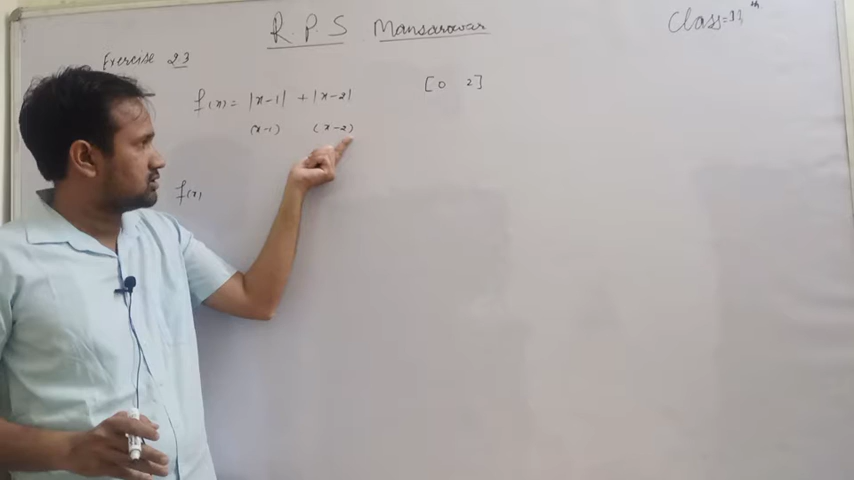 R P S Mansarowar
Class = 11th
Exercise 2.3
f(x) = |x-1| + |x-2| [0 2]
(x-1) (x-2)
f(x)